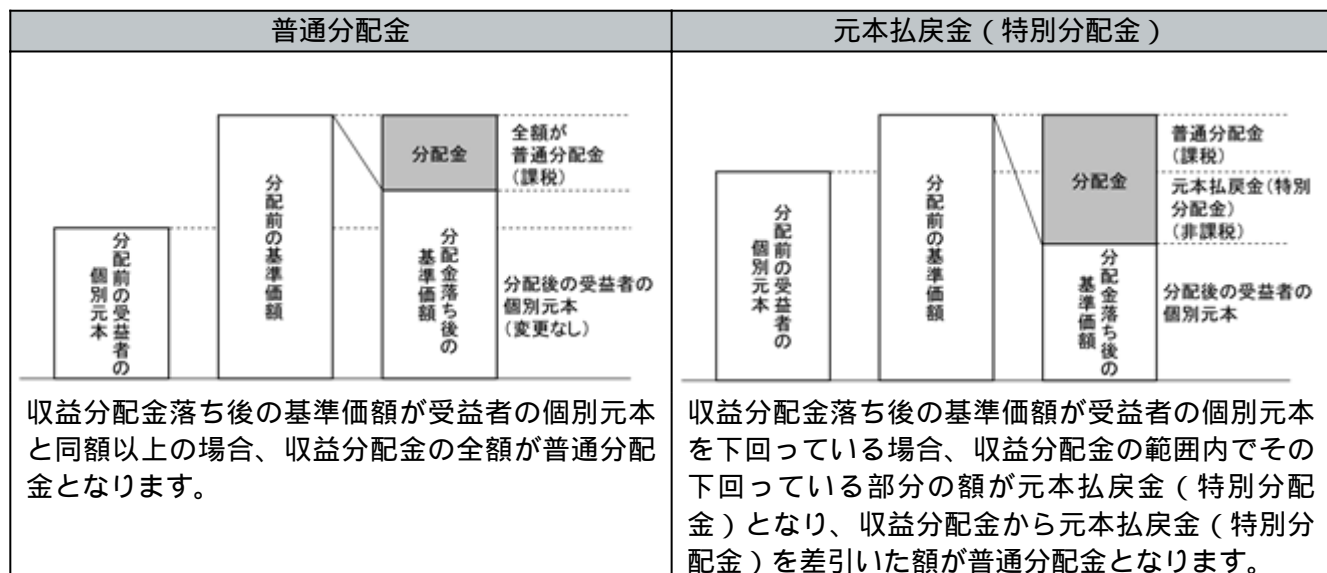 普通分配金
分配前の受益者の
個別元本
分配前の基準価額
分配金
分配金落ち後の
基準価額
全額が
普通分配金
(課税)
分配後の受益者の
個別元本
(変更なし)
収益分配金落ち後の基準価額が受益者の個別元本
と同額以上の場合、収益分配金の全額が普通分配
金となります。
元本払戻金（特別分配金）
分配前の受益者の
個別元本
分配前の基準価額
分配金
分配金落ち後の
基準価額
普通分配金
(課税)
元本払戻金(特別
分配金)
(非課税)
分配後の受益者の
個別元本
収益分配金落ち後の基準価額が受益者の個別元本
を下回っている場合、収益分配金の範囲内でその
下回っている部分の額が元本払戻金（特別分配
金）となり、収益分配金から元本払戻金（特別分
配金）を差引いた額が普通分配金となります。